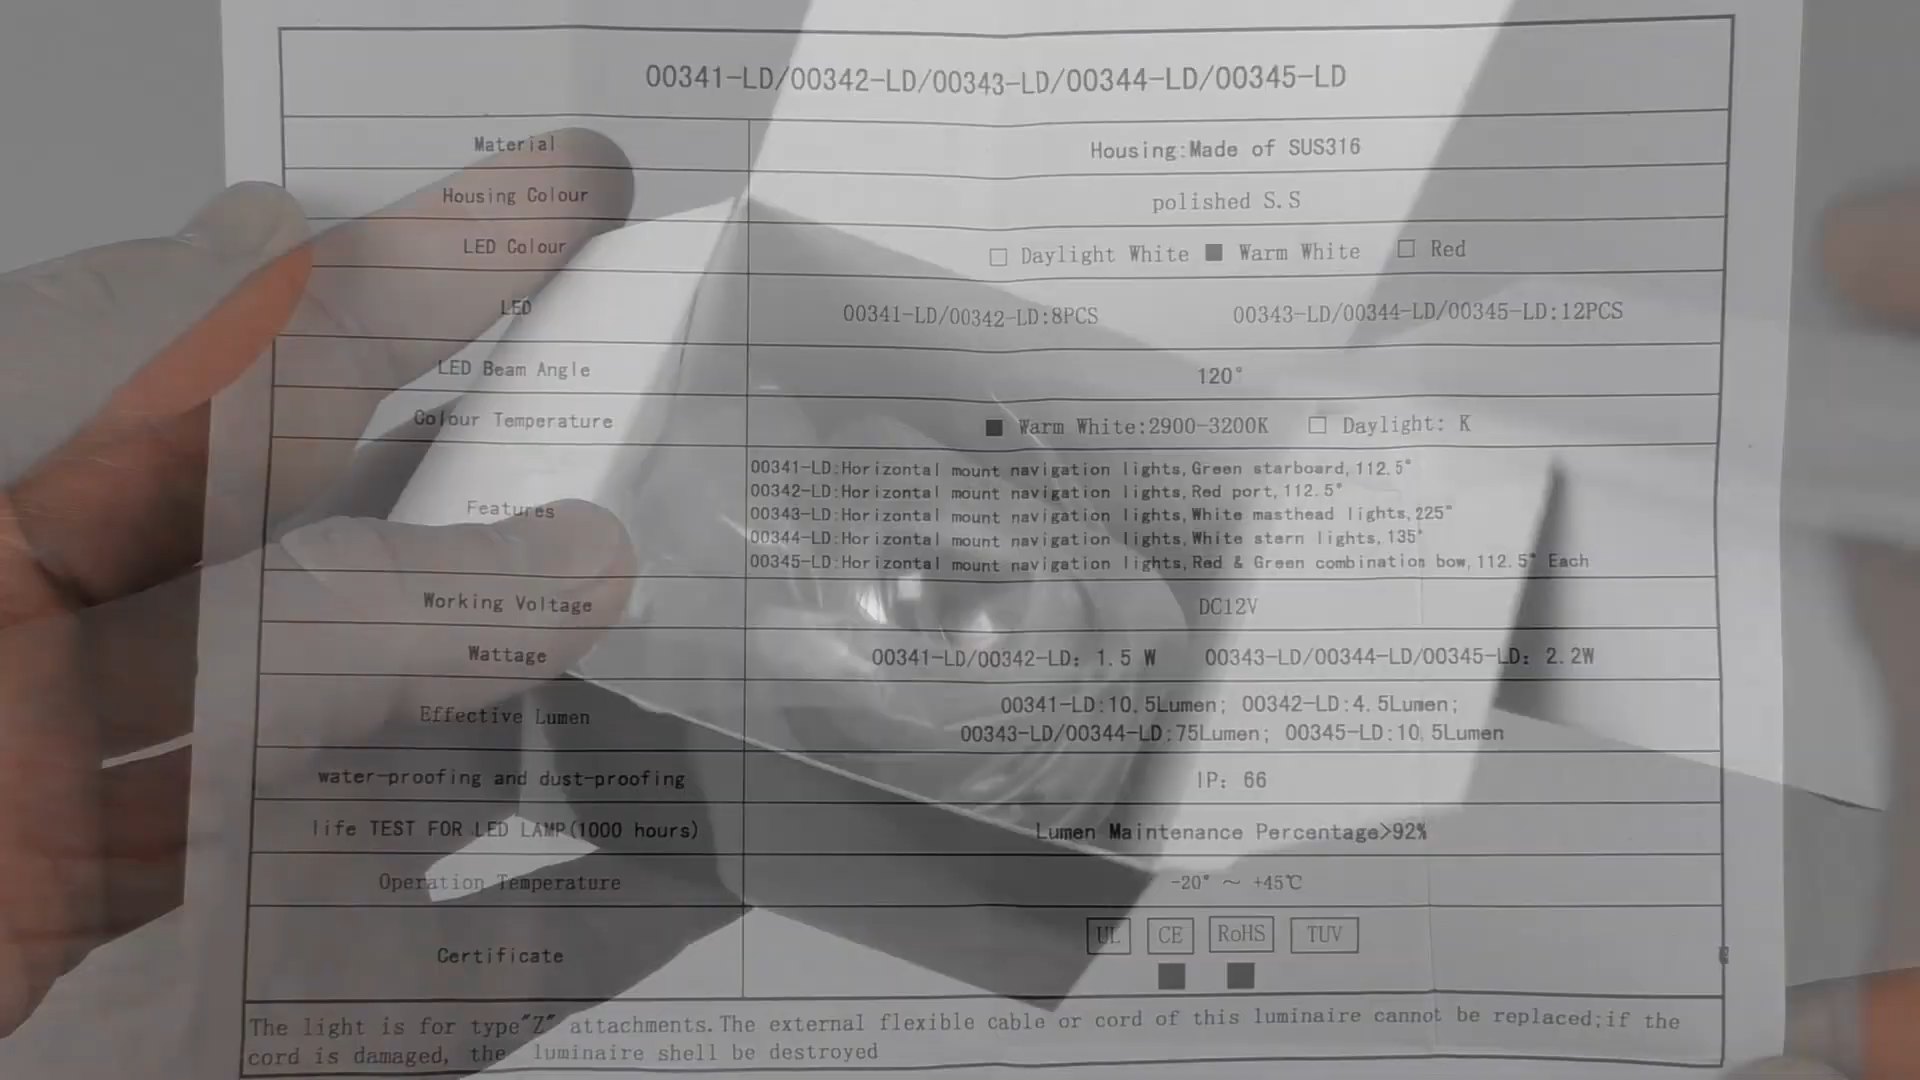 00341-LD/00342-LD/00343-LD/00344-LD/00345-LD
Material Housing:Made of SUS316
Housing Colour polished S.S
LED Colour □ Daylight White ■ Warm White □ Red
LED 00341-LD/00342-LD:8PCS 00343-LD/00344-LD/00345-LD:12PCS
LED Beam Angle 120°
Colour Temperature ■ Warm White:2900-3200K □ Daylight: K
Features
00341-LD:Horizontal mount navigation lights,Green starboard,112.5°
00342-LD:Horizontal mount navigation lights,Red port,112.5°
00343-LD:Horizontal mount navigation lights,White masthead lights,225°
00344-LD:Horizontal mount navigation lights,White stern lights,135°
00345-LD:Horizontal mount navigation lights,Red & Green combination bow,112.5° Each
Working Voltage DC12V
Wattage 00341-LD/00342-LD: 1.5 W 00343-LD/00344-LD/00345-LD: 2.2W
Effective Lumen
00341-LD:10.5Lumen; 00342-LD:4.5Lumen;
00343-LD/00344-LD:75Lumen; 00345-LD:10.5Lumen
water-proofing and dust-proofing IP: 66
life TEST FOR LED LAMP(1000 hours) Lumen Maintenance Percentage>92%
Operation Temperature -20° ~ +45℃
Certificate UL CE RoHS TUV
■ ■
The light is for type"Z" attachments.The external flexible cable or cord of this luminaire cannot be replaced;if the
cord is damaged, the luminaire shell be destroyed